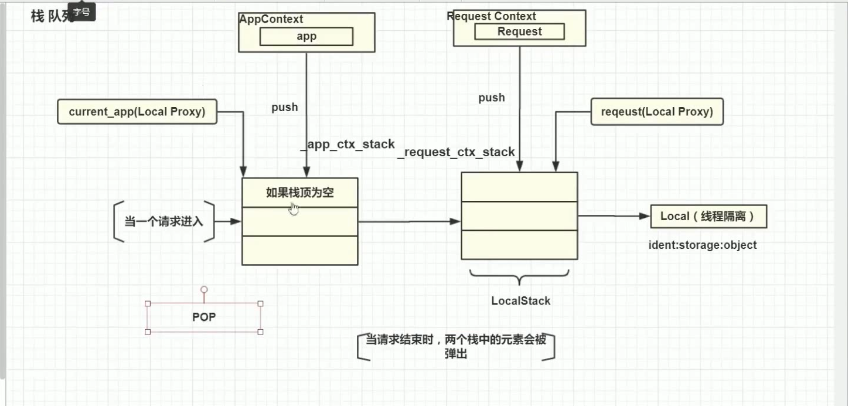 栈 队列
字号
AppContext
app
Request Context
Request
push
push
current_app(Local Proxy)
reqeust(Local Proxy)
_app_ctx_stack
_request_ctx_stack
如果栈顶为空
当一个请求进入
Local（线程隔离）
ident:storage:object
LocalStack
POP
当请求结束时，两个栈中的元素会被
弹出